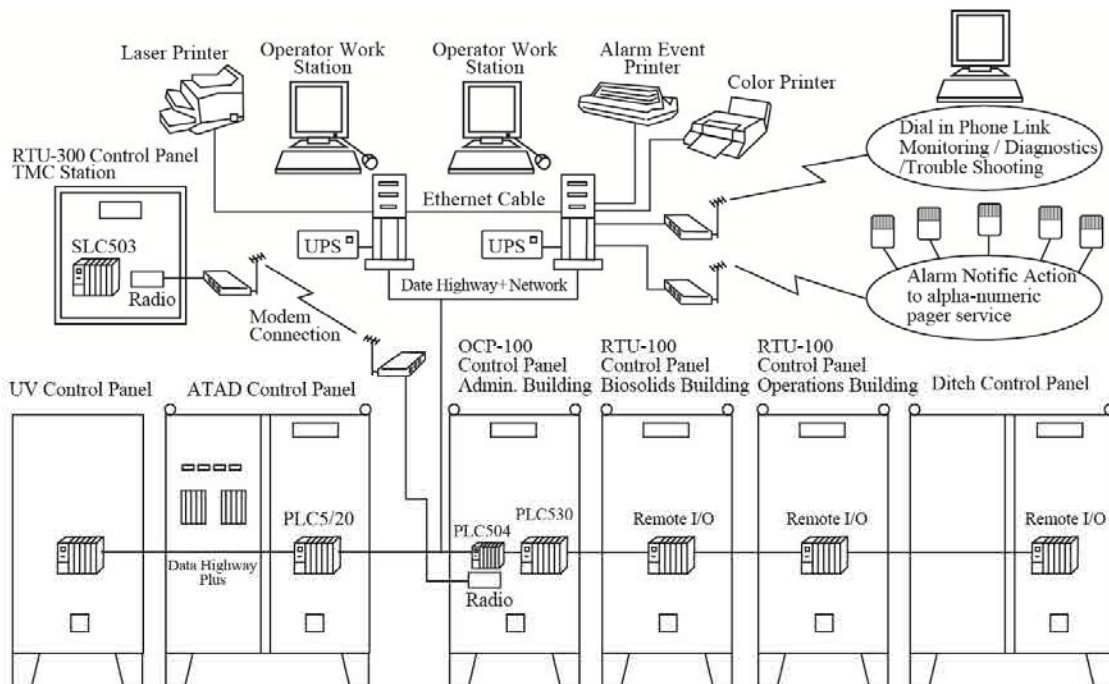 Laser Printer
Operator Work
Station
Operator Work
Station
Alarm Event
Printer
Color Printer
Dial in Phone Link
Monitoring / Diagnostics
/Trouble Shooting
RTU-300 Control Panel
TMC Station
SLC503
Radio
Ethernet Cable
UPS
UPS
Date Highway+Network
Modem
Connection
Alarm Notific Action
to alpha-numeric
pager service
UV Control Panel
ATAD Control Panel
OCP-100
Control Panel
Admin. Building
RTU-100
Control Panel
Biosolids Building
RTU-100
Control Panel
Operations Building
Ditch Control Panel
PLC5/20
Data Highway
Plus
PLC504
PLC530
Radio
Remote I/O
Remote I/O
Remote I/O